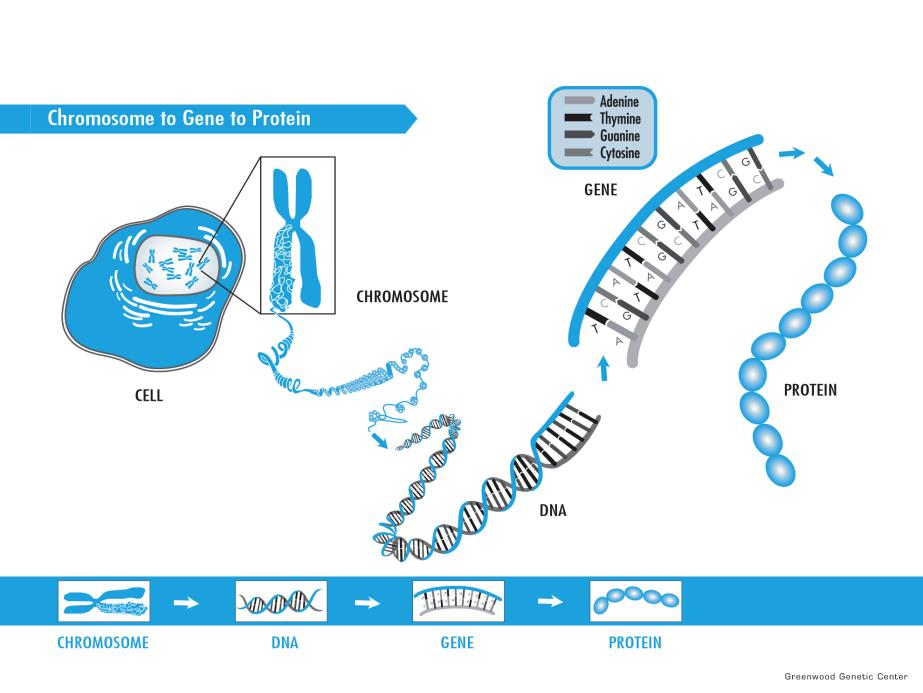 Chromosome to Gene to Protein
Adenine
Thymine
Guanine
Cytosine
GENE
T C A T C G A T C G
A G T A G C T A G C
CHROMOSOME
CELL
PROTEIN
DNA
CHROMOSOME
DNA
GENE
PROTEIN
Greenwood Genetic Center